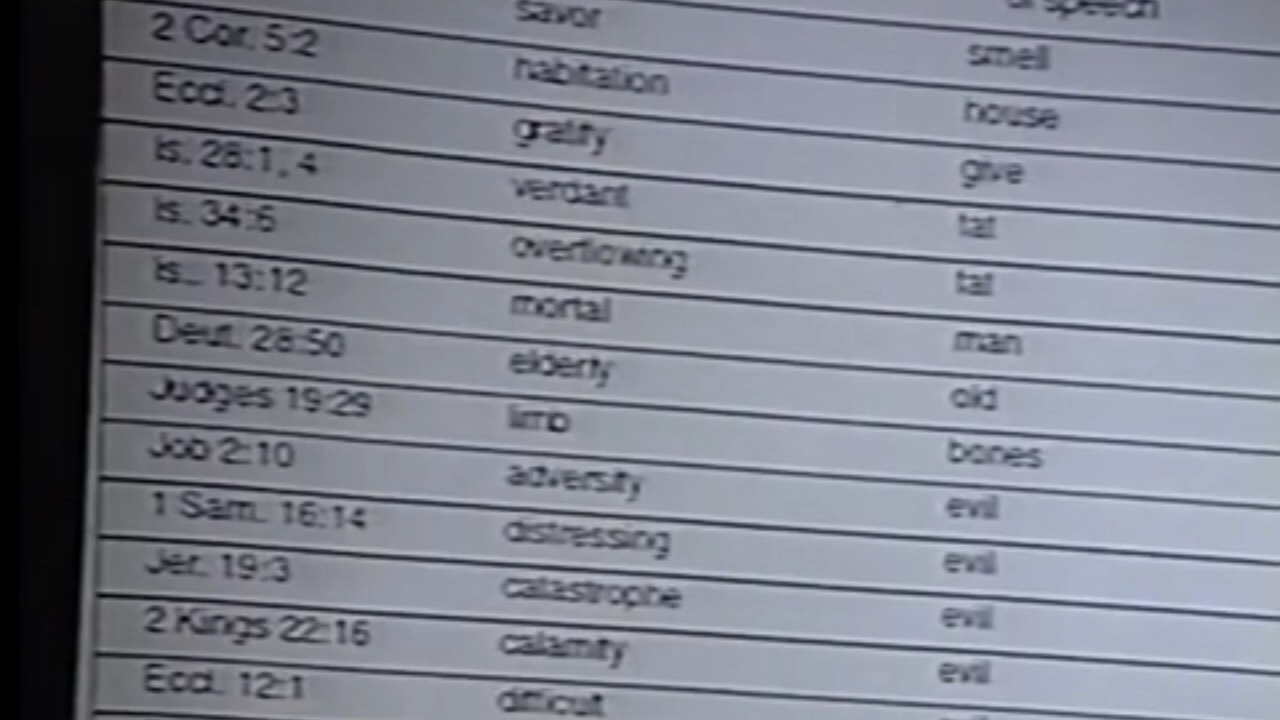 of speech
savor smell
2 Cor. 5:2 habitation house
Eccl. 2:3 gratify give
Is. 28:1, 4 verdant fat
Is. 34:6 overflowing fat
Is.. 13:12 mortal man
Deut. 28:50 elderly old
Judges 19:29 limb bones
Job 2:10 adversity evil
1 Sam. 16:14 distressing evil
Jer. 19:3 catastrophe evil
2 Kings 22:16 calamity evil
Eccl. 12:1 difficult